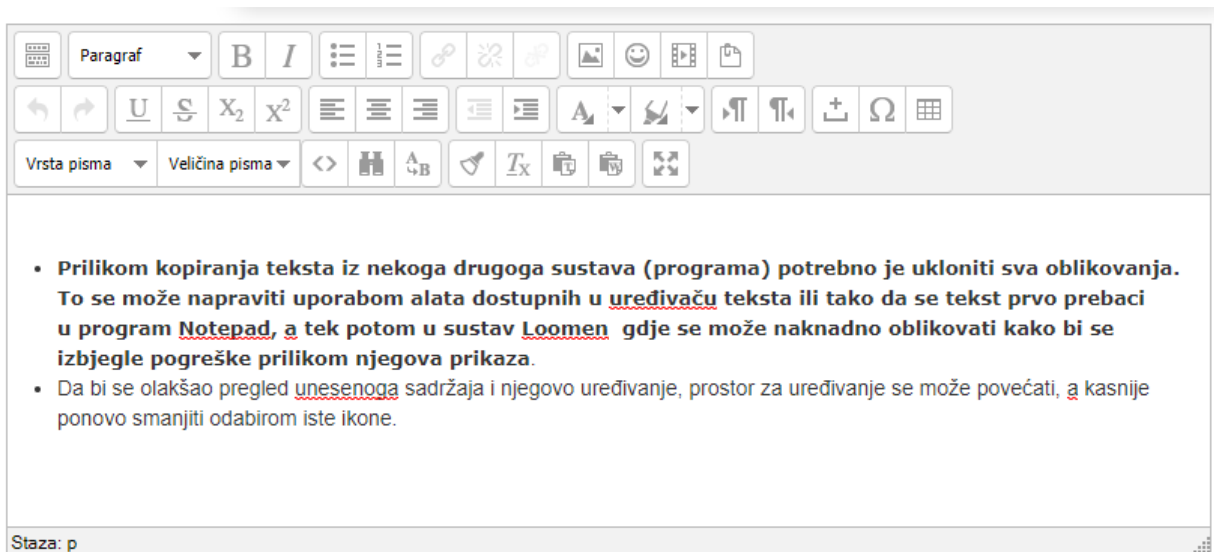 Paragraf
B I
U S X₂ X²
A Ω
Vrsta pisma Veličina pisma <> A B Tx T W
• Prilikom kopiranja teksta iz nekoga drugoga sustava (programa) potrebno je ukloniti sva oblikovanja.
To se može napraviti uporabom alata dostupnih u uređivaču teksta ili tako da se tekst prvo prebaci
u program Notepad, a tek potom u sustav Loomen gdje se može naknadno oblikovati kako bi se
izbjegle pogreške prilikom njegova prikaza.
• Da bi se olakšao pregled unesenoga sadržaja i njegovo uređivanje, prostor za uređivanje se može povećati, a kasnije
ponovo smanjiti odabirom iste ikone.
Staza: p